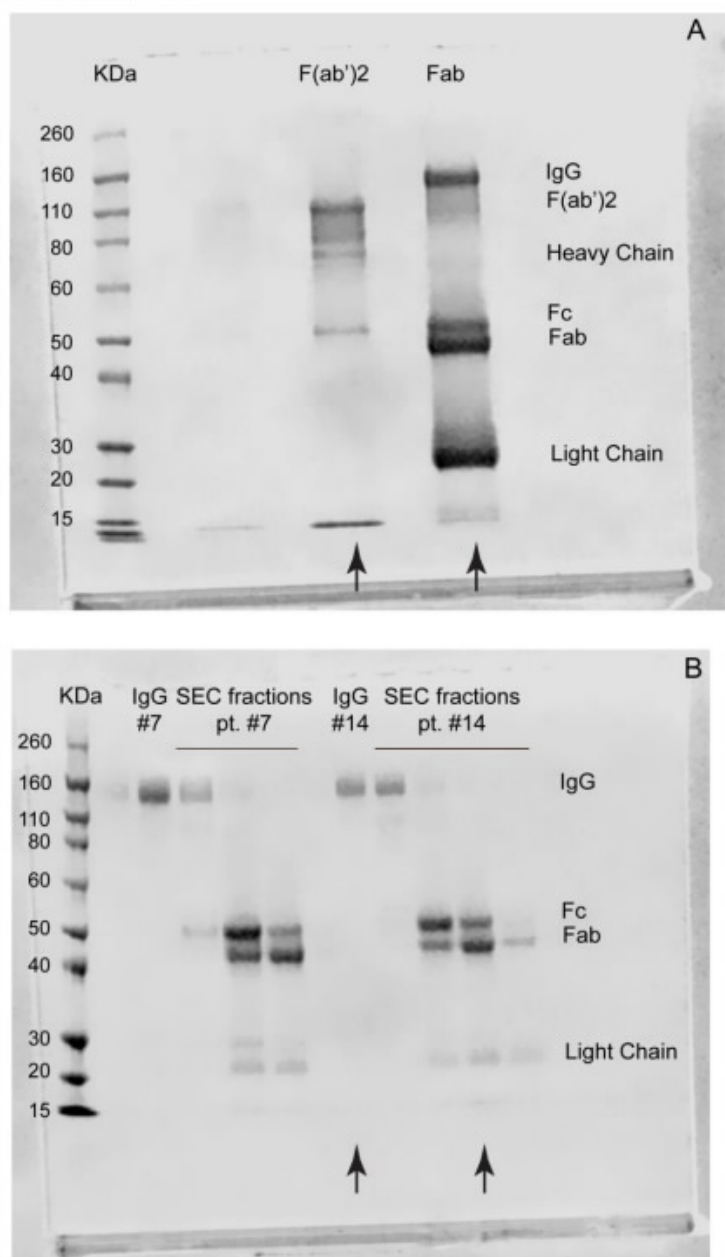 A
KDa F(ab')2 Fab
260
160 IgG
110 F(ab')2
80 Heavy Chain
60
Fc
50 Fab
40
30 Light Chain
20
15
B
KDa IgG SEC fractions IgG SEC fractions
#7 pt. #7 #14 pt. #14
260
160 IgG
110
80
60
Fc
50 Fab
40
30
Light Chain
20
15